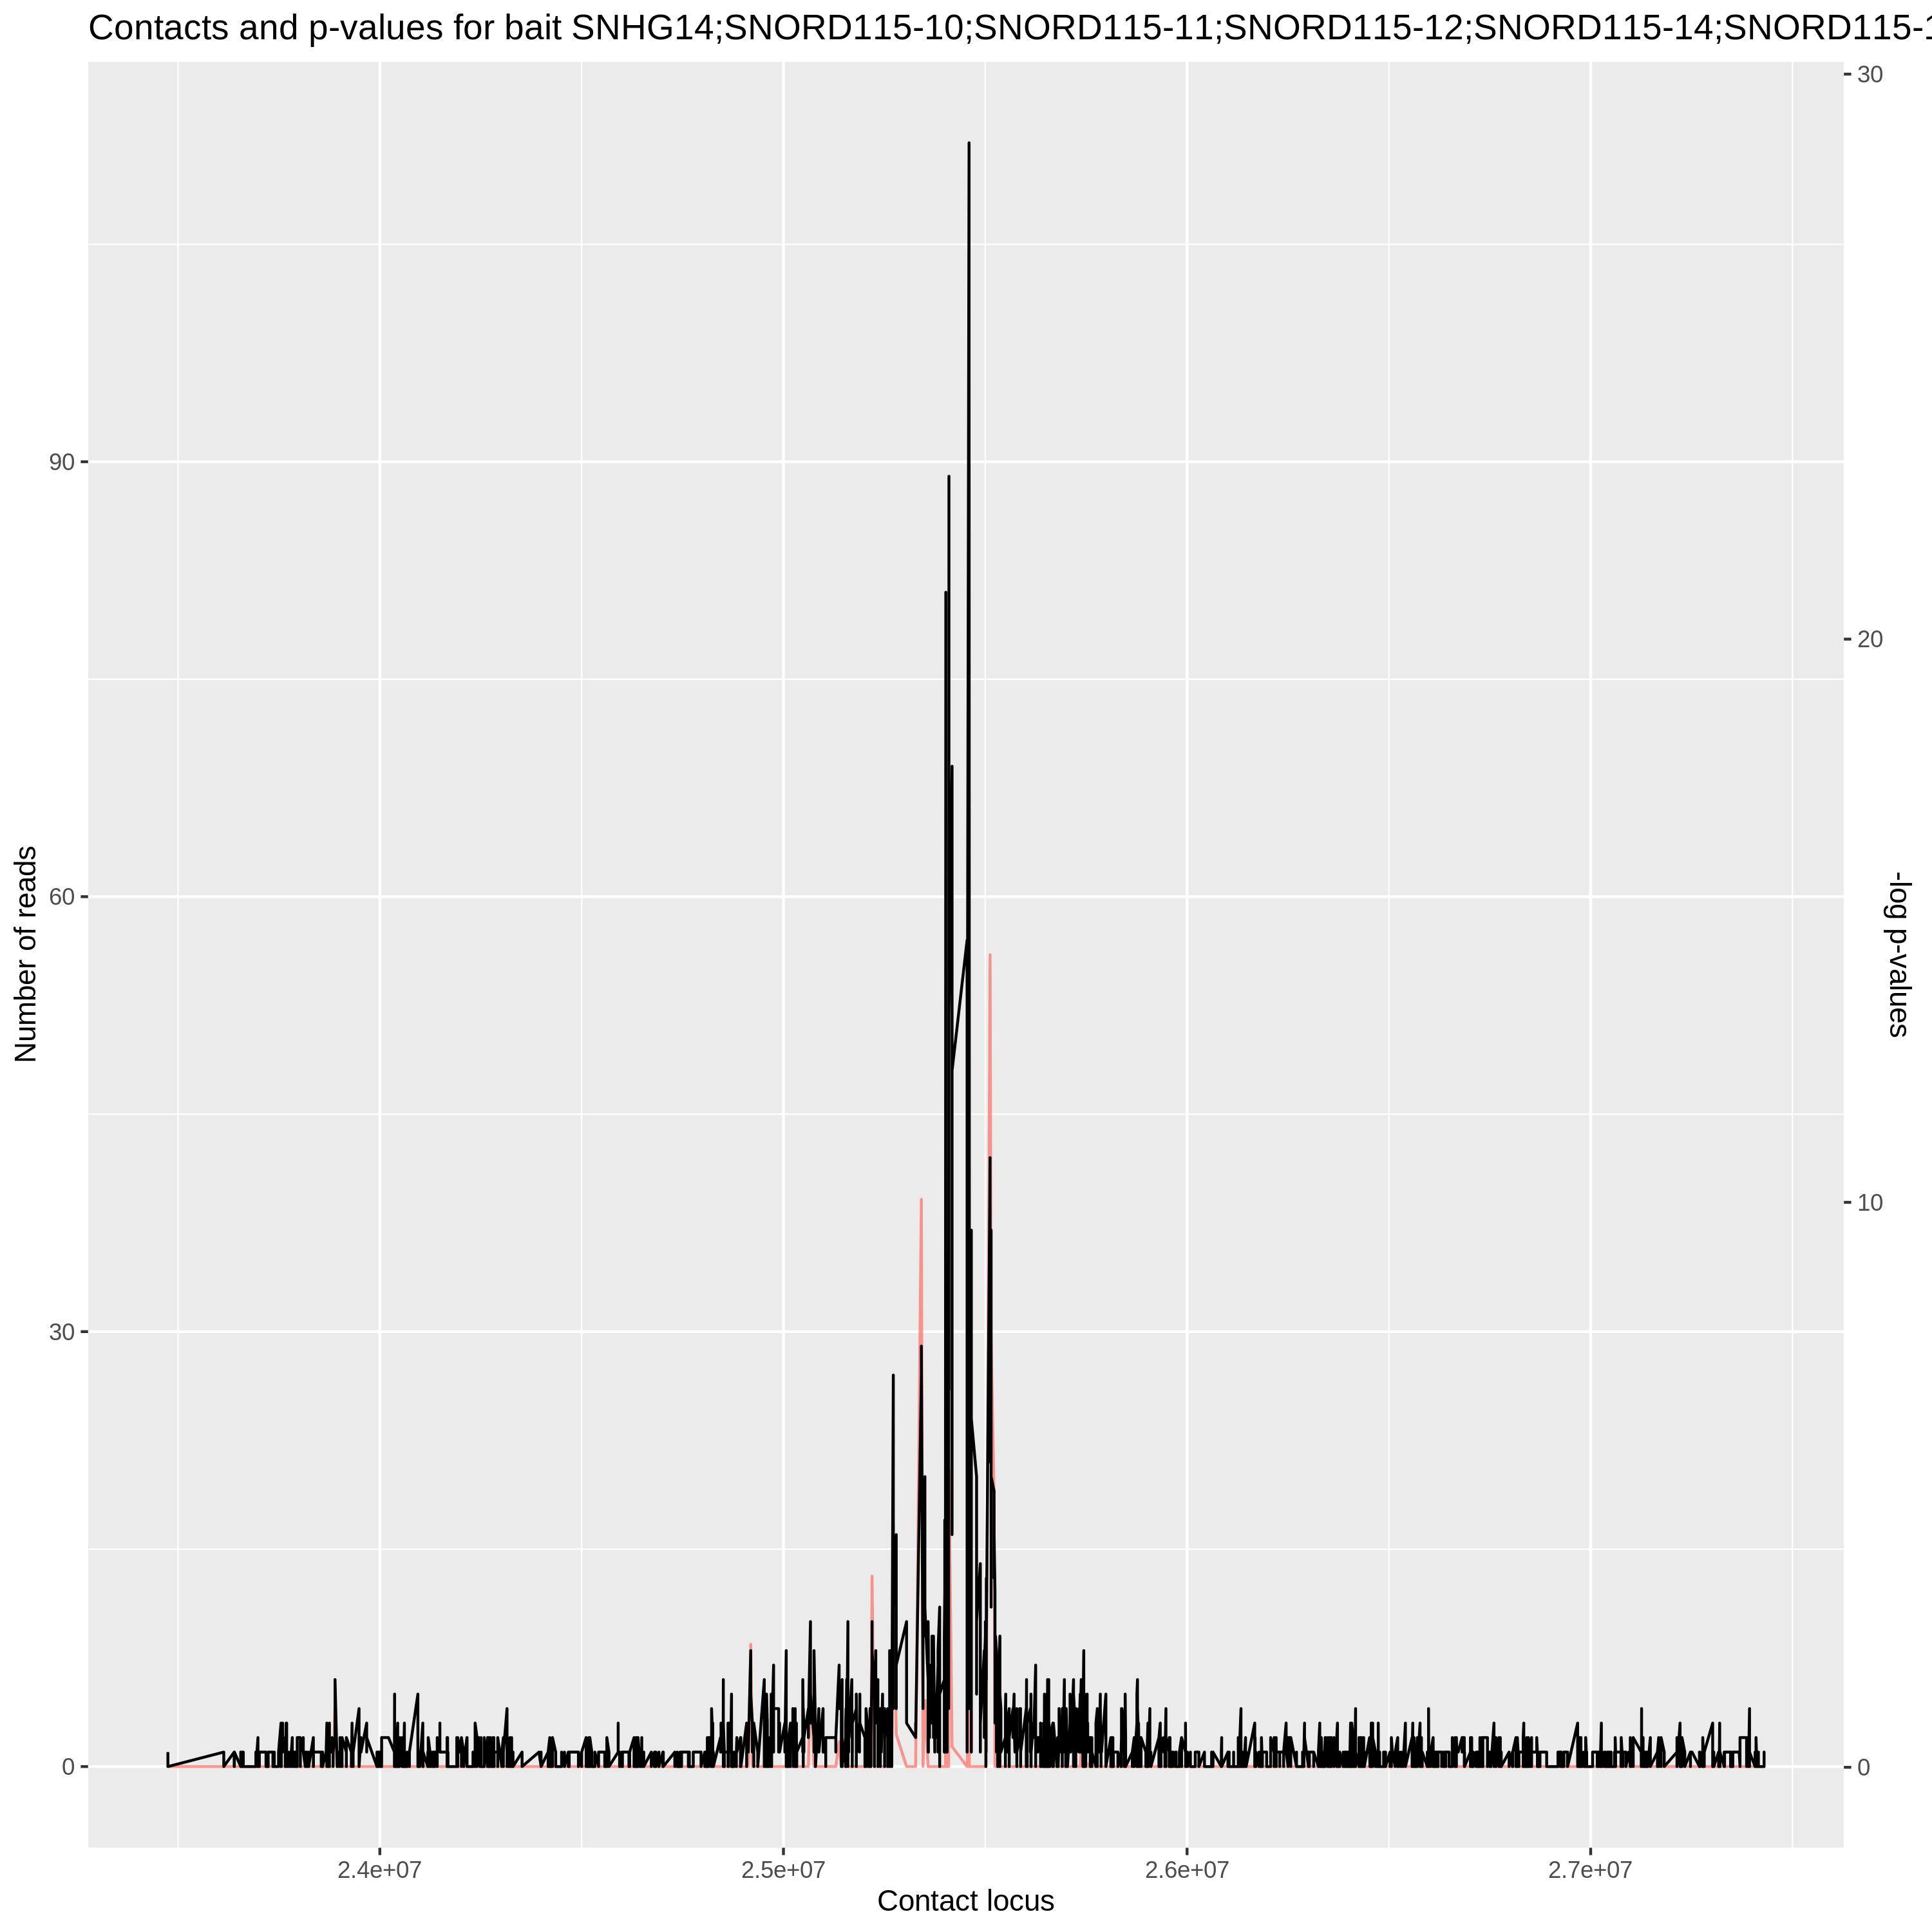 Contacts and p-values for bait SNHG14;SNORD115-10;SNORD115-11;SNORD115-12;SNORD115-14;SNORD115-1
30
90
20
60
Number of reads
-log p-values
10
30
0
0
2.4e+07
2.5e+07
2.6e+07
2.7e+07
Contact locus